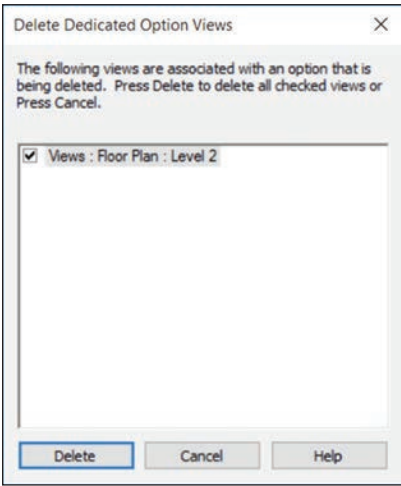 Delete Dedicated Option Views
The following views are associated with an option that is
being deleted. Press Delete to delete all checked views or
Press Cancel.
Views : Floor Plan : Level 2
Delete Cancel Help